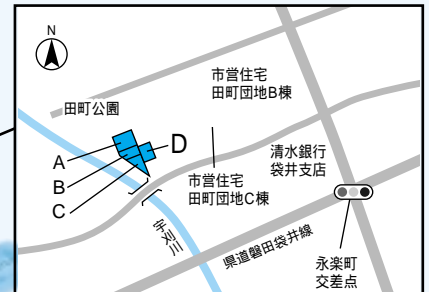 N
市営住宅
田町団地B棟
田町公園
A
B
C
D
市営住宅
田町団地C棟
清水銀行
袋井支店
宇刈川
県道磐田袋井線
永楽町
交差点